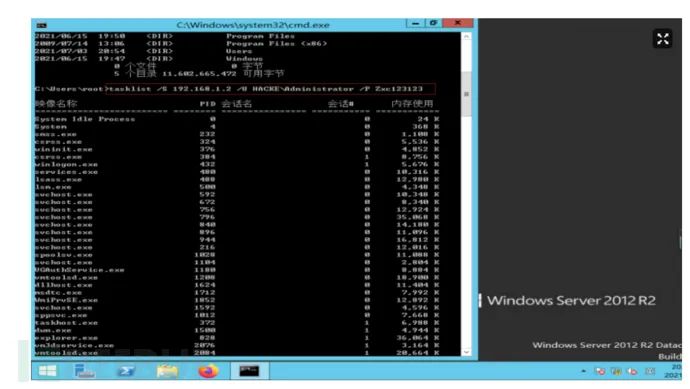 C:\Windows\system32\cmd.exe
2021/06/15 19:50 <DIR> Program Files
2009/07/14 13:06 <DIR> Program Files (x86)
2021/07/03 20:54 <DIR> Users
2021/06/15 19:47 <DIR> Windows
0 个文件 0 字节
5 个目录 11,602,665,472 可用字节
C:\Users\root>tasklist /S 192.168.1.2 /U HACKE\Administrator /P Zxc123123
映像名称 PID 会话名 会话# 内存使用
System Idle Process 0 0 24 K
System 4 0 368 K
smss.exe 232 0 1,108 K
csrss.exe 324 0 5,536 K
wininit.exe 376 0 4,852 K
csrss.exe 384 1 8,756 K
winlogon.exe 432 1 5,676 K
services.exe 480 0 10,316 K
lsass.exe 488 0 12,980 K
lsm.exe 500 0 4,348 K
svchost.exe 592 0 10,348 K
svchost.exe 672 0 8,340 K
svchost.exe 756 0 12,924 K
svchost.exe 796 0 35,068 K
svchost.exe 840 0 14,180 K
svchost.exe 896 0 11,096 K
svchost.exe 944 0 16,812 K
svchost.exe 216 0 12,016 K
spoolsv.exe 1028 0 11,088 K
svchost.exe 1104 0 2,804 K
VGAuthService.exe 1180 0 8,884 K
vmtoolsd.exe 1208 0 18,900 K
dllhost.exe 1624 0 11,404 K
msdtc.exe 1712 0 7,992 K
WmiPrvSE.exe 1852 0 12,892 K
svchost.exe 1592 0 4,596 K
sppsvc.exe 1012 0 7,668 K
taskhost.exe 372 1 6,988 K
dwm.exe 1500 1 4,944 K
explorer.exe 828 1 36,064 K
vm3dservice.exe 2076 1 3,164 K
vmtoolsd.exe 2084 1 20,664 K
Windows Server 2012 R2
Windows Server 2012 R2 Datac
Build
20
2021